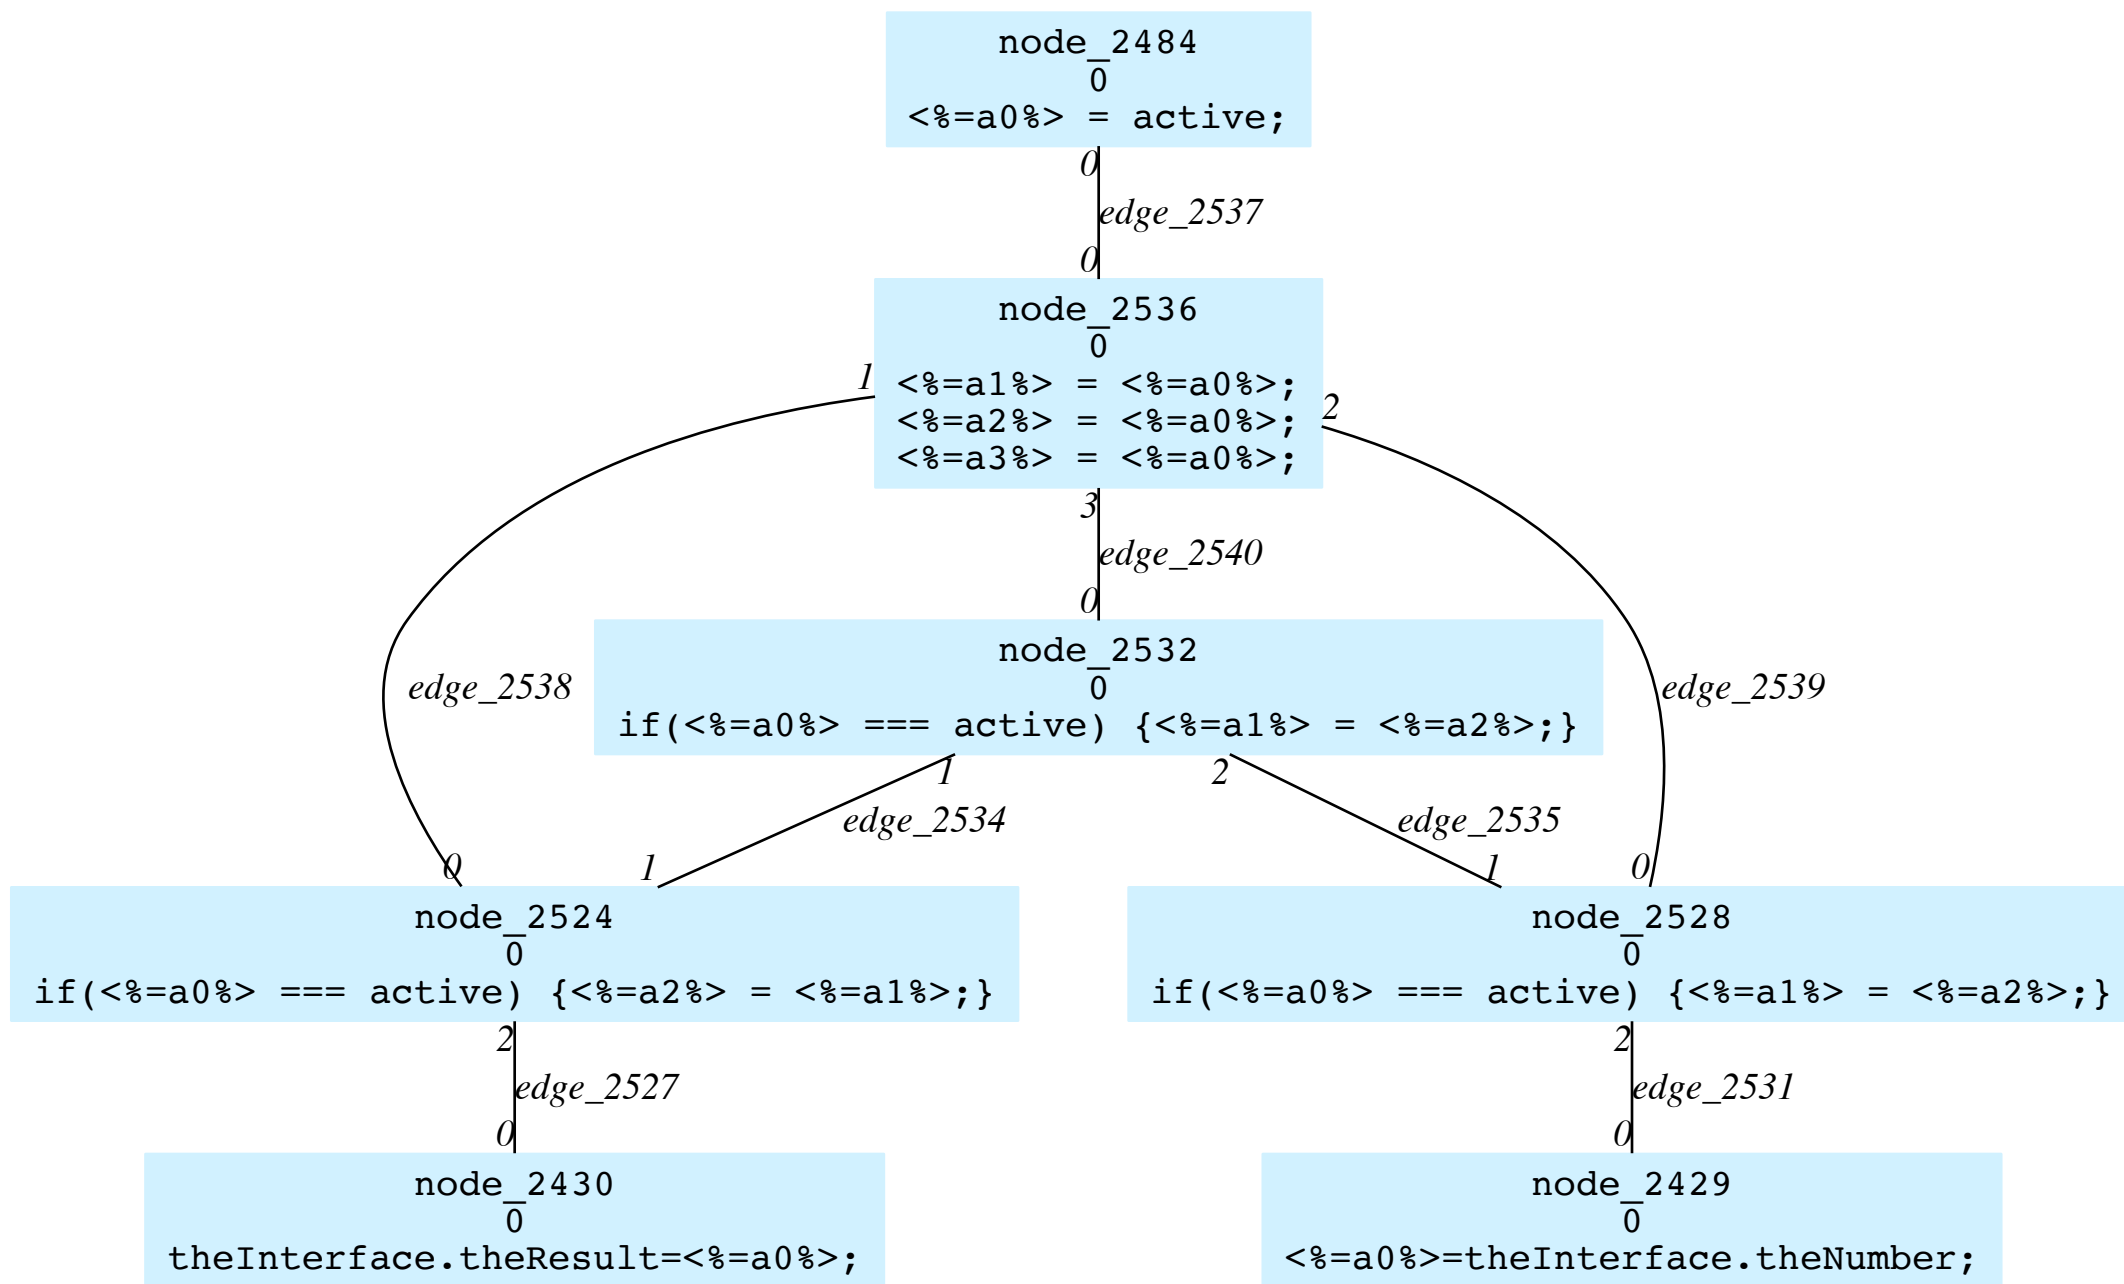 node_2484
0
<%=a0%> = active;
0
edge_2537
0
node_2536
0
<%=a1%> = <%=a0%>;
<%=a2%> = <%=a0%>;
<%=a3%> = <%=a0%>;
1
2
3
edge_2540
0
node_2532
0
if(<%=a0%> === active) {<%=a1%> = <%=a2%>;}
edge_2538
edge_2539
1
2
edge_2534
edge_2535
0
1
1
0
node_2524
0
if(<%=a0%> === active) {<%=a2%> = <%=a1%>;}
node_2528
0
if(<%=a0%> === active) {<%=a1%> = <%=a2%>;}
2
edge_2527
0
2
edge_2531
0
node_2430
0
theInterface.theResult=<%=a0%>;
node_2429
0
<%=a0%>=theInterface.theNumber;